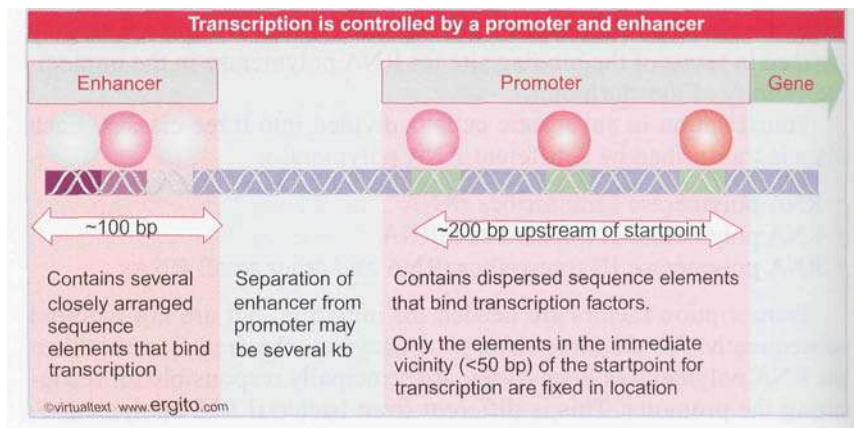 Transcription is controlled by a promoter and enhancer
Enhancer
Promoter
Gene
~100 bp
~200 bp upstream of startpoint
Contains several
closely arranged
sequence
elements that bind
transcription
Separation of
enhancer from
promoter may
be several kb
Contains dispersed sequence elements
that bind transcription factors.
Only the elements in the immediate
vicinity (<50 bp) of the startpoint for
transcription are fixed in location
©virtualtext www.ergito.com